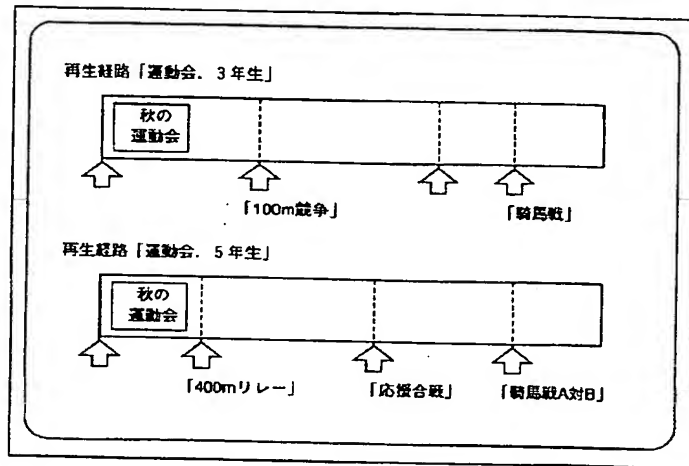 再生経路「運動会．3年生」
秋の
運動会
「100m競争」
「騎馬戦」
再生経路「運動会．5年生」
秋の
運動会
「400mリレー」
「応援合戦」
「騎馬戦A対B」